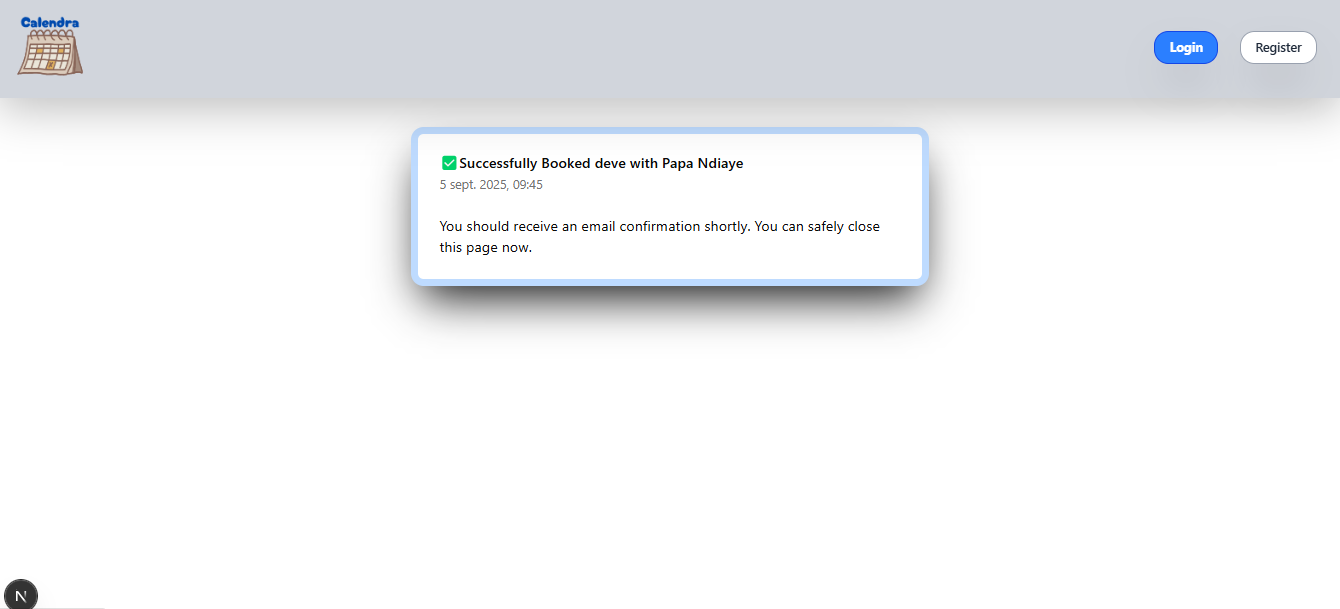 Calendra
Login
Register
✅Successfully Booked deve with Papa Ndiaye
5 sept. 2025, 09:45
You should receive an email confirmation shortly. You can safely close
this page now.
N